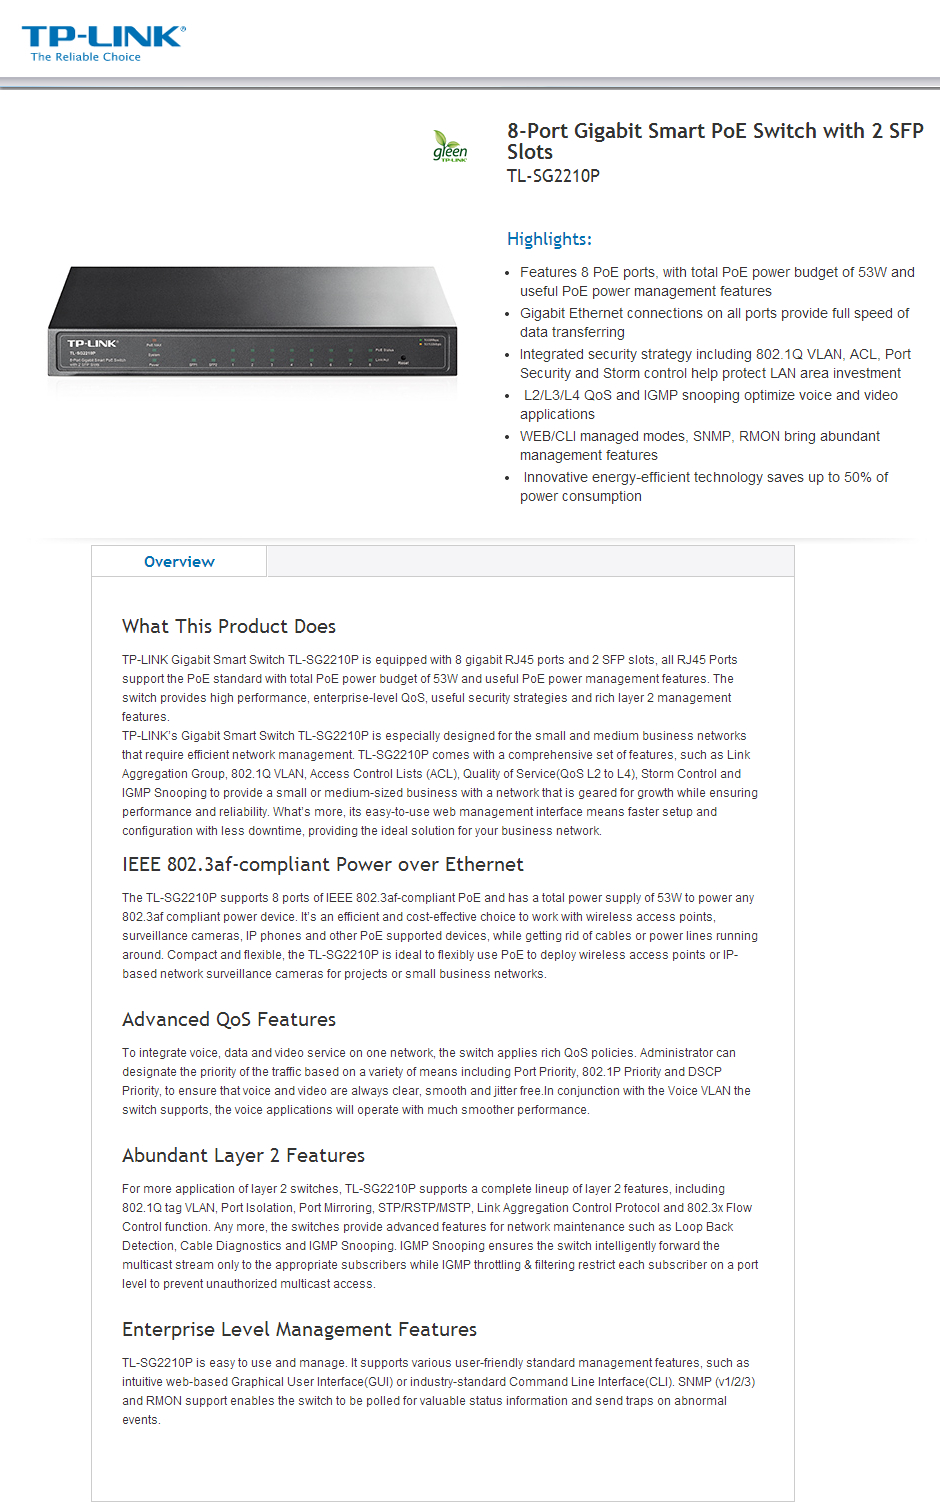 TP-LINK®
The Reliable Choice
green
TP-LINK
8-Port Gigabit Smart PoE Switch with 2 SFP
Slots
TL-SG2210P
Highlights:
• Features 8 PoE ports, with total PoE power budget of 53W and
useful PoE power management features
• Gigabit Ethernet connections on all ports provide full speed of
data transferring
• Integrated security strategy including 802.1Q VLAN, ACL, Port
Security and Storm control help protect LAN area investment
• L2/L3/L4 QoS and IGMP snooping optimize voice and video
applications
• WEB/CLI managed modes, SNMP, RMON bring abundant
management features
• Innovative energy-efficient technology saves up to 50% of
power consumption
TP-LINK
TL-SG2210P
8-Port Gigabit Smart PoE Switch
with 2 SFP Slots
PoE Max
System
Power
SFP1 SFP2 1 2 3 4 5 6 7 8
PoE Status
Link/Act
Reset
Overview
What This Product Does
TP-LINK Gigabit Smart Switch TL-SG2210P is equipped with 8 gigabit RJ45 ports and 2 SFP slots, all RJ45 Ports
support the PoE standard with total PoE power budget of 53W and useful PoE power management features. The
switch provides high performance, enterprise-level QoS, useful security strategies and rich layer 2 management
features.
TP-LINK's Gigabit Smart Switch TL-SG2210P is especially designed for the small and medium business networks
that require efficient network management. TL-SG2210P comes with a comprehensive set of features, such as Link
Aggregation Group, 802.1Q VLAN, Access Control Lists (ACL), Quality of Service(QoS L2 to L4), Storm Control and
IGMP Snooping to provide a small or medium-sized business with a network that is geared for growth while ensuring
performance and reliability. What's more, its easy-to-use web management interface means faster setup and
configuration with less downtime, providing the ideal solution for your business network.
IEEE 802.3af-compliant Power over Ethernet
The TL-SG2210P supports 8 ports of IEEE 802.3af-compliant PoE and has a total power supply of 53W to power any
802.3af compliant power device. It's an efficient and cost-effective choice to work with wireless access points,
surveillance cameras, IP phones and other PoE supported devices, while getting rid of cables or power lines running
around. Compact and flexible, the TL-SG2210P is ideal to flexibly use PoE to deploy wireless access points or IP-
based network surveillance cameras for projects or small business networks.
Advanced QoS Features
To integrate voice, data and video service on one network, the switch applies rich QoS policies. Administrator can
designate the priority of the traffic based on a variety of means including Port Priority, 802.1P Priority and DSCP
Priority, to ensure that voice and video are always clear, smooth and jitter free.In conjunction with the Voice VLAN the
switch supports, the voice applications will operate with much smoother performance.
Abundant Layer 2 Features
For more application of layer 2 switches, TL-SG2210P supports a complete lineup of layer 2 features, including
802.1Q tag VLAN, Port Isolation, Port Mirroring, STP/RSTP/MSTP, Link Aggregation Control Protocol and 802.3x Flow
Control function. Any more, the switches provide advanced features for network maintenance such as Loop Back
Detection, Cable Diagnostics and IGMP Snooping. IGMP Snooping ensures the switch intelligently forward the
multicast stream only to the appropriate subscribers while IGMP throttling & filtering restrict each subscriber on a port
level to prevent unauthorized multicast access.
Enterprise Level Management Features
TL-SG2210P is easy to use and manage. It supports various user-friendly standard management features, such as
intuitive web-based Graphical User Interface(GUI) or industry-standard Command Line Interface(CLI). SNMP (v1/2/3)
and RMON support enables the switch to be polled for valuable status information and send traps on abnormal
events.